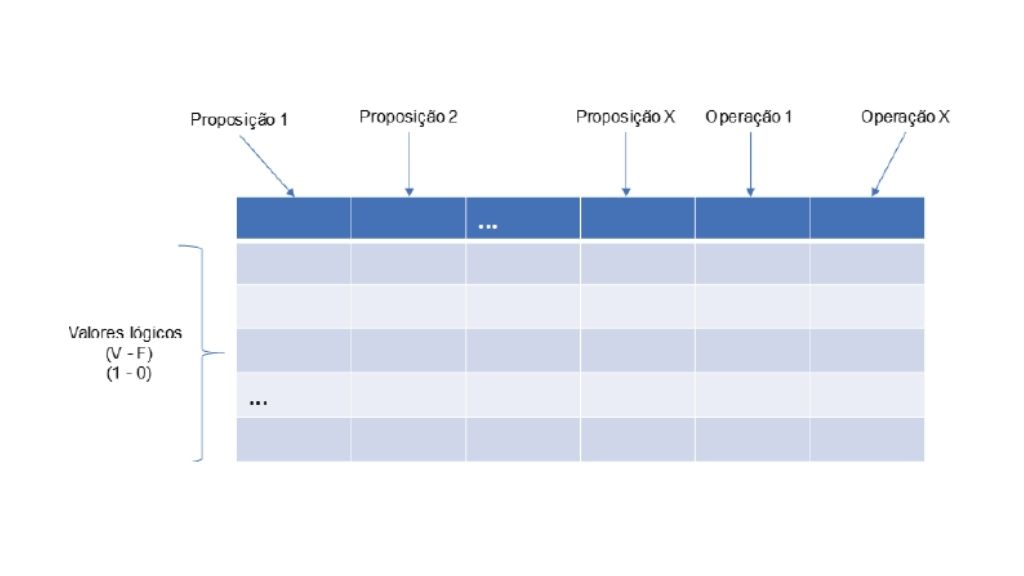 Proposição 1
Proposição 2
Proposição X
Operação 1
Operação X
...
Valores lógicos
(V - F)
(1 - 0)
...